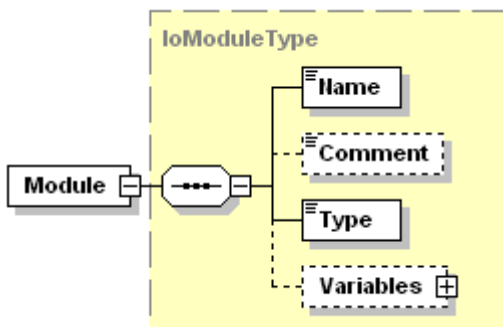 IoModuleType
Name
Comment
Module
Type
Variables